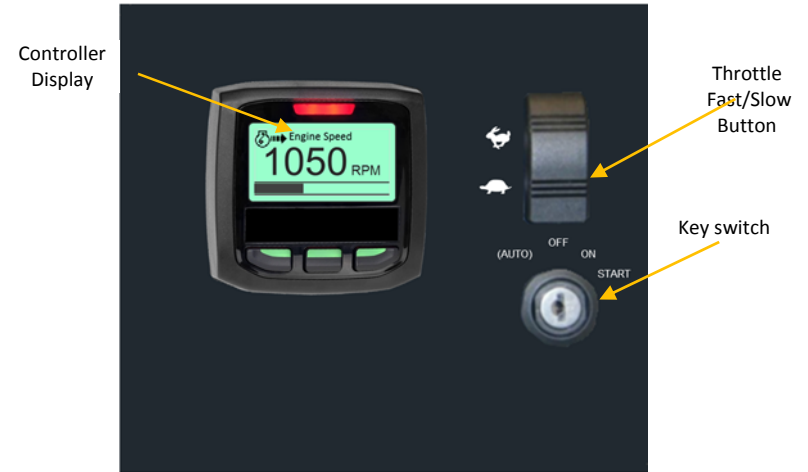 Controller
Display
Engine Speed
1050 RPM
Throttle
Fast/Slow
Button
Key switch
(AUTO) OFF ON START